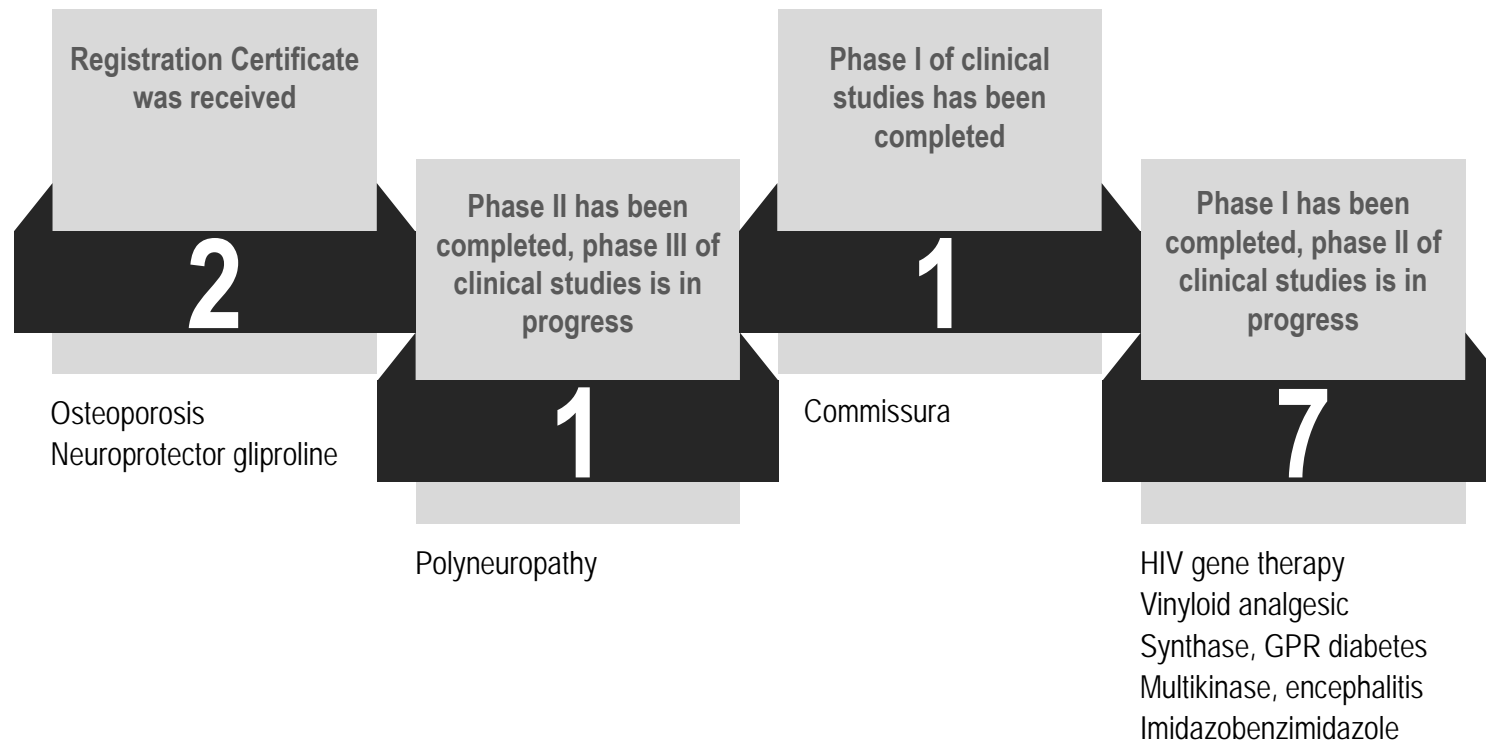 Registration Certificate
was received
2
Osteoporosis
Neuroprotector gliproline
Phase II has been
completed, phase III of
clinical studies is in
progress
1
Polyneuropathy
Phase I of clinical
studies has been
completed
1
Commissura
Phase I has been
completed, phase II of
clinical studies is in
progress
7
HIV gene therapy
Vinyloid analgesic
Synthase, GPR diabetes
Multikinase, encephalitis
Imidazobenzimidazole